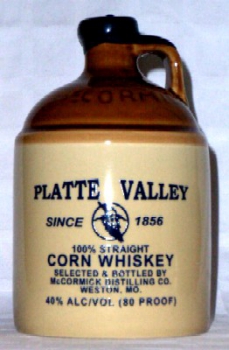 McCORMI
PLATTE VALLEY
SINCE 1856
100% STRAIGHT
CORN WHISKEY
SELECTED & BOTTLED BY
McCORMICK DISTILLING CO.
WESTON, MO.
40% ALC/VOL (80 PROOF)